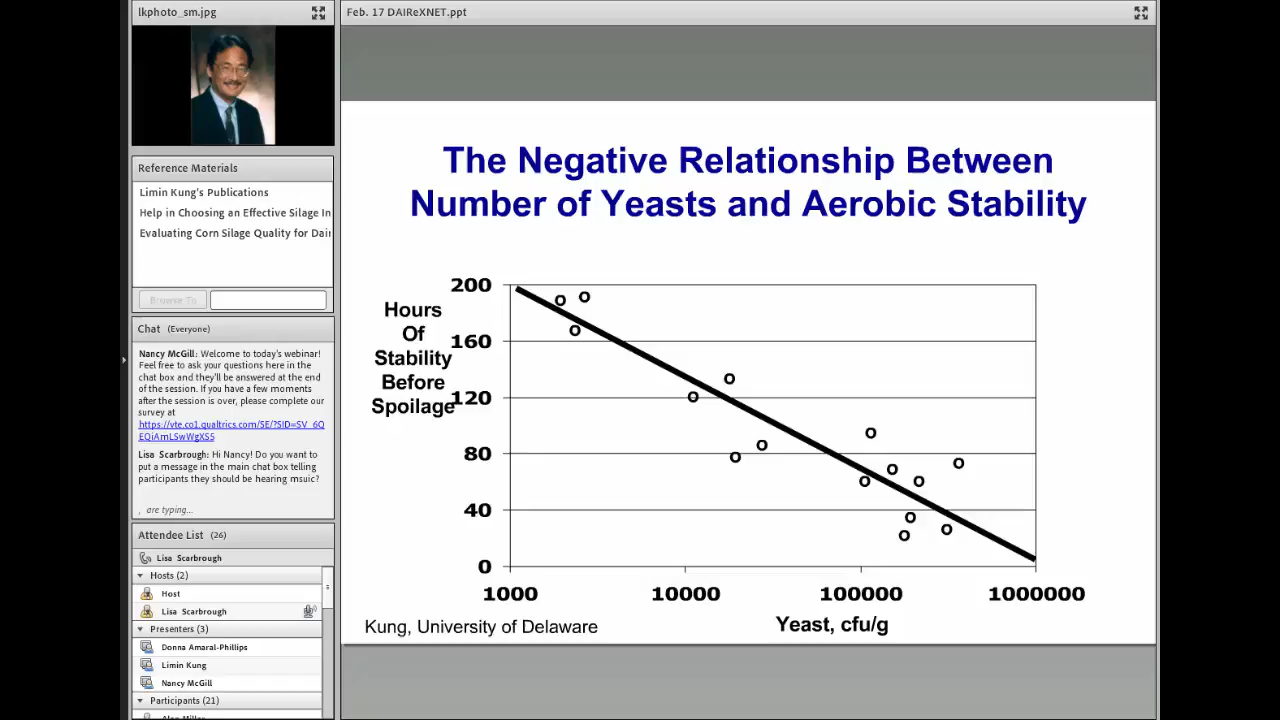 lkphoto_sm.jpg
Reference Materials
Limin Kung's Publications
Help in Choosing an Effective Silage In
Evaluating Corn Silage Quality for Dair
Browse To
Chat (Everyone)
Nancy McGill: Welcome to today's webinar!
Feel free to ask your questions here in the
chat box and they'll be answered at the end
of the session. If you have a few moments
after the session is over, please complete our
survey at
https://vte.co1.qualtrics.com/SE/?SID=SV_6Q
EQiAmLSwWgXS5
Lisa Scarbrough: Hi Nancy! Do you want to
put a message in the main chat box telling
participants they should be hearing msuic?
, are typing...
Attendee List (26)
Lisa Scarbrough
Hosts (2)
Host
Lisa Scarbrough
Presenters (3)
Donna Amaral-Phillips
Limin Kung
Nancy McGill
Participants (21)
Feb. 17 DAIReXNET.ppt
The Negative Relationship Between
Number of Yeasts and Aerobic Stability
Hours
Of
Stability
Before
Spoilage
200
160
120
80
40
0
1000 10000 100000 1000000
Yeast, cfu/g
Kung, University of Delaware